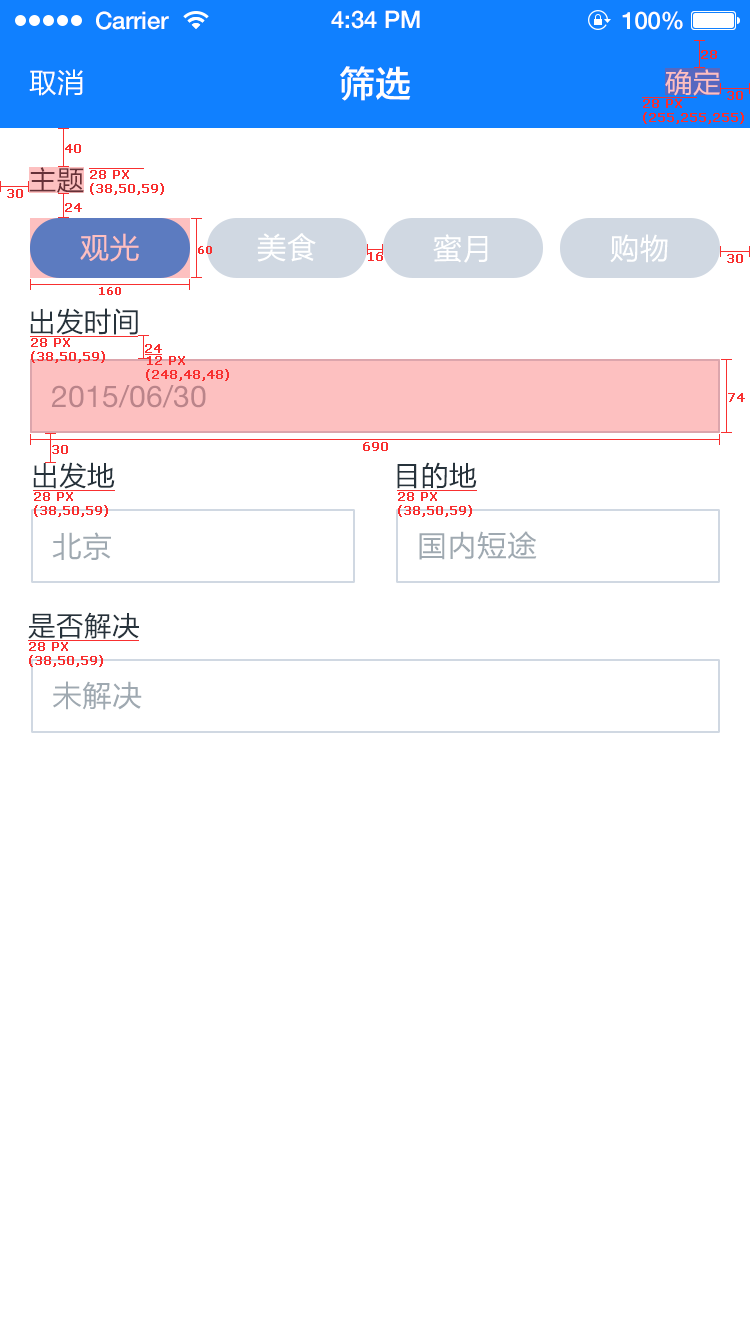 Carrier 4:34 PM 100%
28
取消 筛选 确定
30
28 PX
(255,255,255)
40
主题 28 PX
(38,50,59)
30
24
观光 60 美食 16 蜜月 购物 30
160
出发时间
28 PX
(38,50,59)
24
12 PX
(248,48,48)
2015/06/30 74
690
30
出发地 目的地
28 PX 28 PX
(38,50,59) (38,50,59)
北京 国内短途
是否解决
28 PX
(38,50,59)
未解决